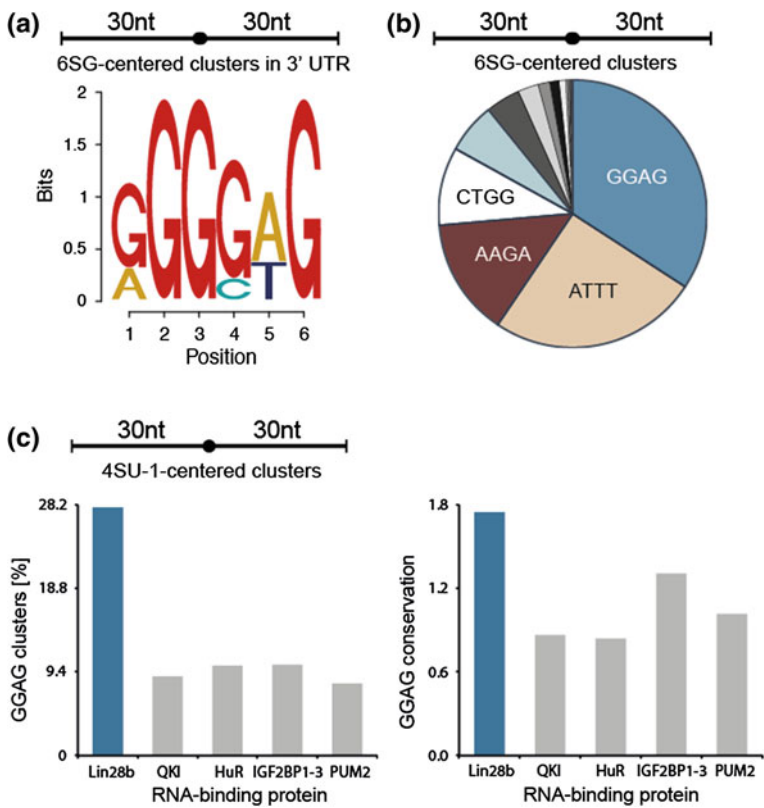 (a)
30nt 30nt
6SG-centered clusters in 3' UTR
Bits
2
1.5
1
0.5
0
G A G G G C A T G
1 2 3 4 5 6
Position
(b)
30nt 30nt
6SG-centered clusters
GGAG
CTGG
AAGA
ATTT
(c)
30nt 30nt
4SU-1-centered clusters
GGAG clusters [%]
28.2
18.8
9.4
0
Lin28b QKI HuR IGF2BP1-3 PUM2
RNA-binding protein
GGAG conservation
1.8
1.2
0.6
0.0
Lin28b QKI HuR IGF2BP1-3 PUM2
RNA-binding protein